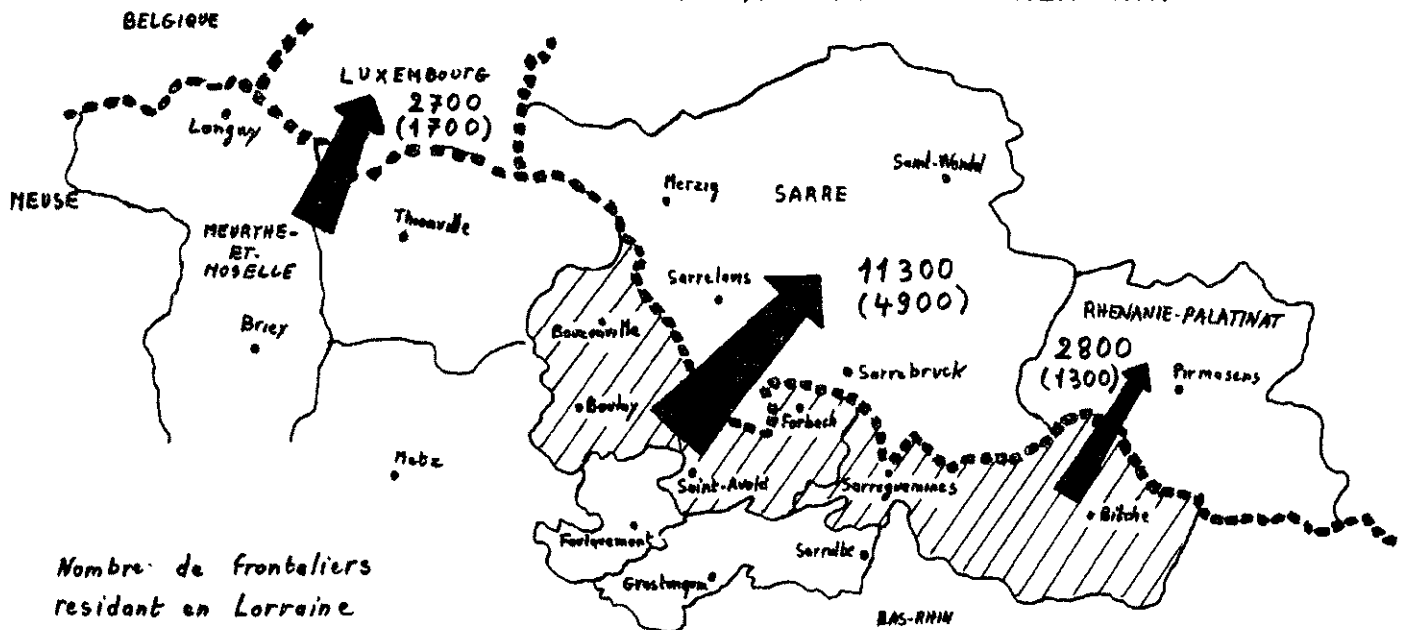 BELGIQUE
LUXEMBOURG
2700
(1700)
Longwy
Saint-Wendel
Merzig
SARRE
MEUSE
Thionville
MEURTHE-
ET-
MOSELLE
11300
(4900)
Sarrelouis
RHENANIE-PALATINAT
Bouzonville
Briey
2800
(1300)
Sarrebruck
Pirmasens
Boulay
Forbach
Metz
Saint-Avold
Sarreguemines
Bitche
Nombre de frontaliers
residant en Lorraine
Sarralbe
BAS-RHIN